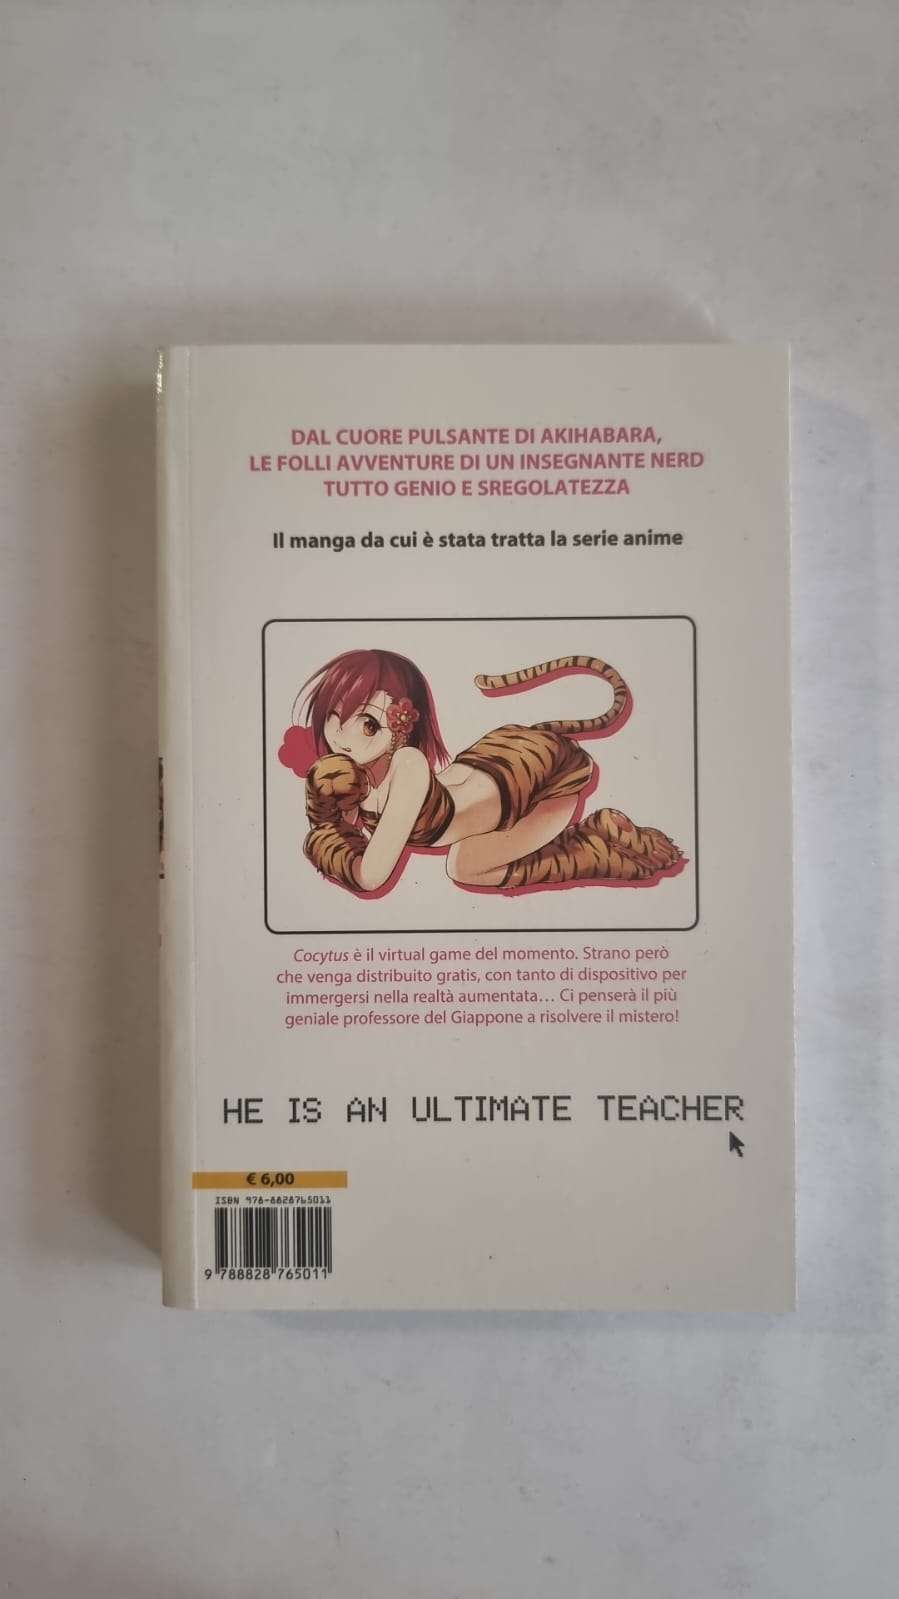 DAL CUORE PULSANTE DI AKIHABARA,
LE FOLLI AVVENTURE DI UN INSEGNANTE NERD
TUTTO GENIO E SREGOLATEZZA
Il manga da cui è stata tratta la serie anime
Cocytus è il virtual game del momento. Strano però
che venga distribuito gratis, con tanto di dispositivo per
immergersi nella realtà aumentata… Ci penserà il più
geniale professore del Giappone a risolvere il mistero!
HE IS AN ULTIMATE TEACHER
€ 6,00
ISBN 978-8828765011
9 788828 765011